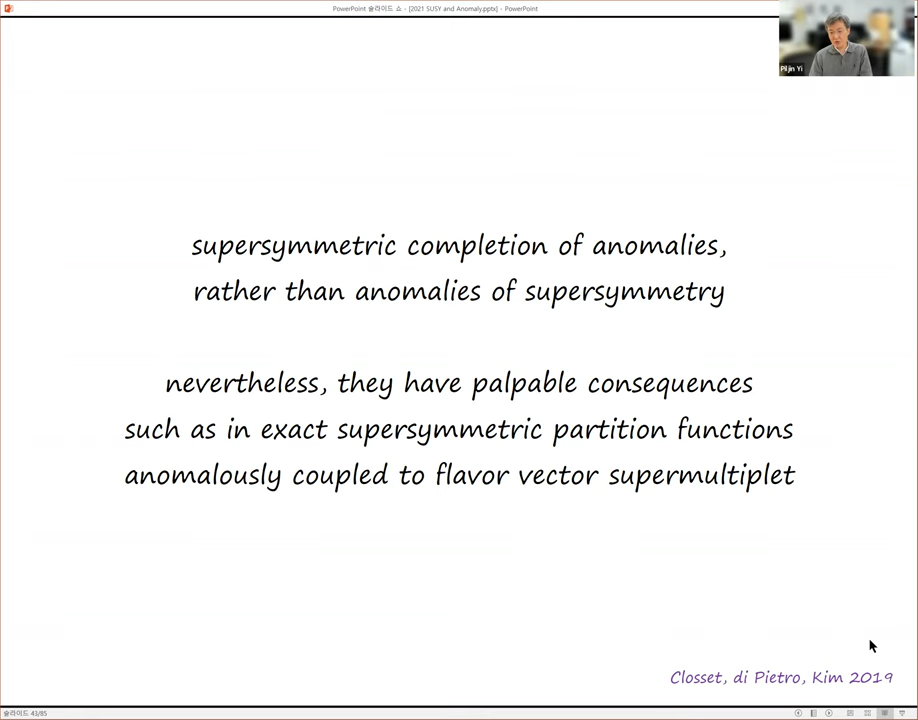 PowerPoint 슬라이드 쇼 - [2021 SUSY and Anomaly.pptx] - PowerPoint
Piljin Yi
supersymmetric completion of anomalies,
rather than anomalies of supersymmetry
nevertheless, they have palpable consequences
such as in exact supersymmetric partition functions
anomalously coupled to flavor vector supermultiplet
Closset, di Pietro, Kim 2019
슬라이드 43/85